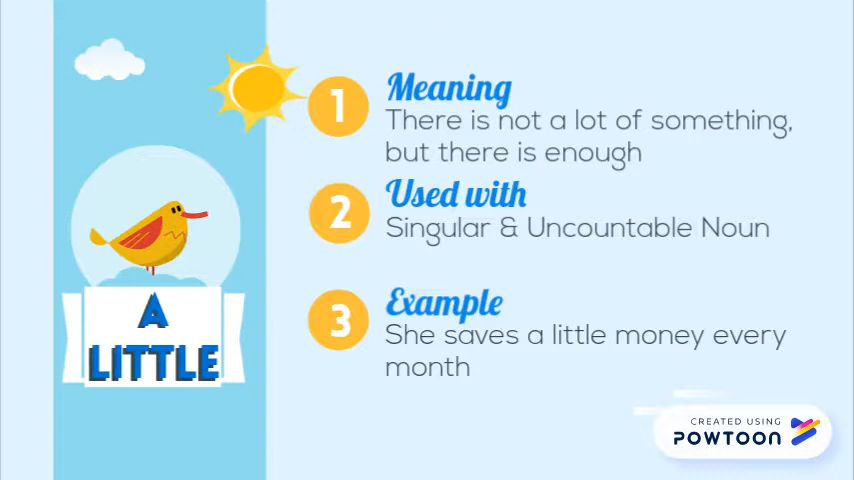 A
LITTLE
1
Meaning
There is not a lot of something,
but there is enough
2
Used with
Singular & Uncountable Noun
3
Example
She saves a little money every
month
CREATED USING
POWTOON